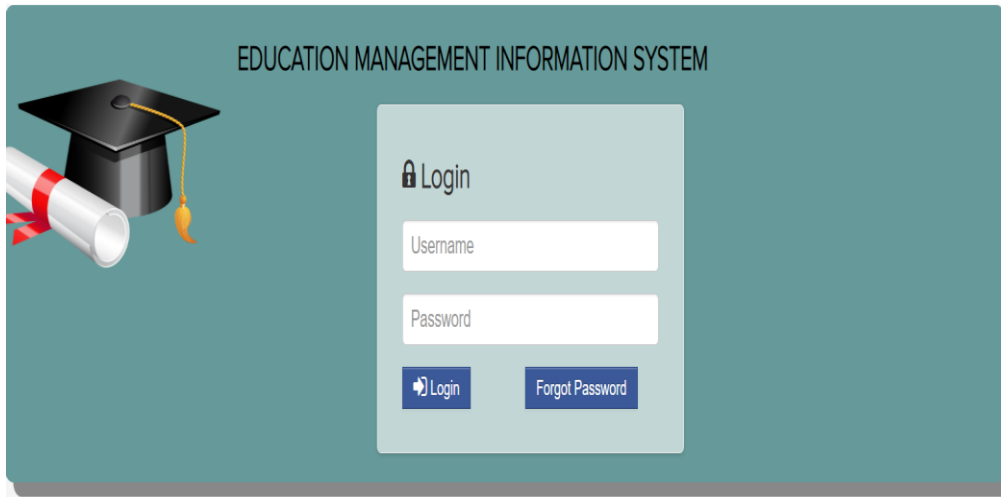 EDUCATION MANAGEMENT INFORMATION SYSTEM
Login
Username
Password
Login
Forgot Password